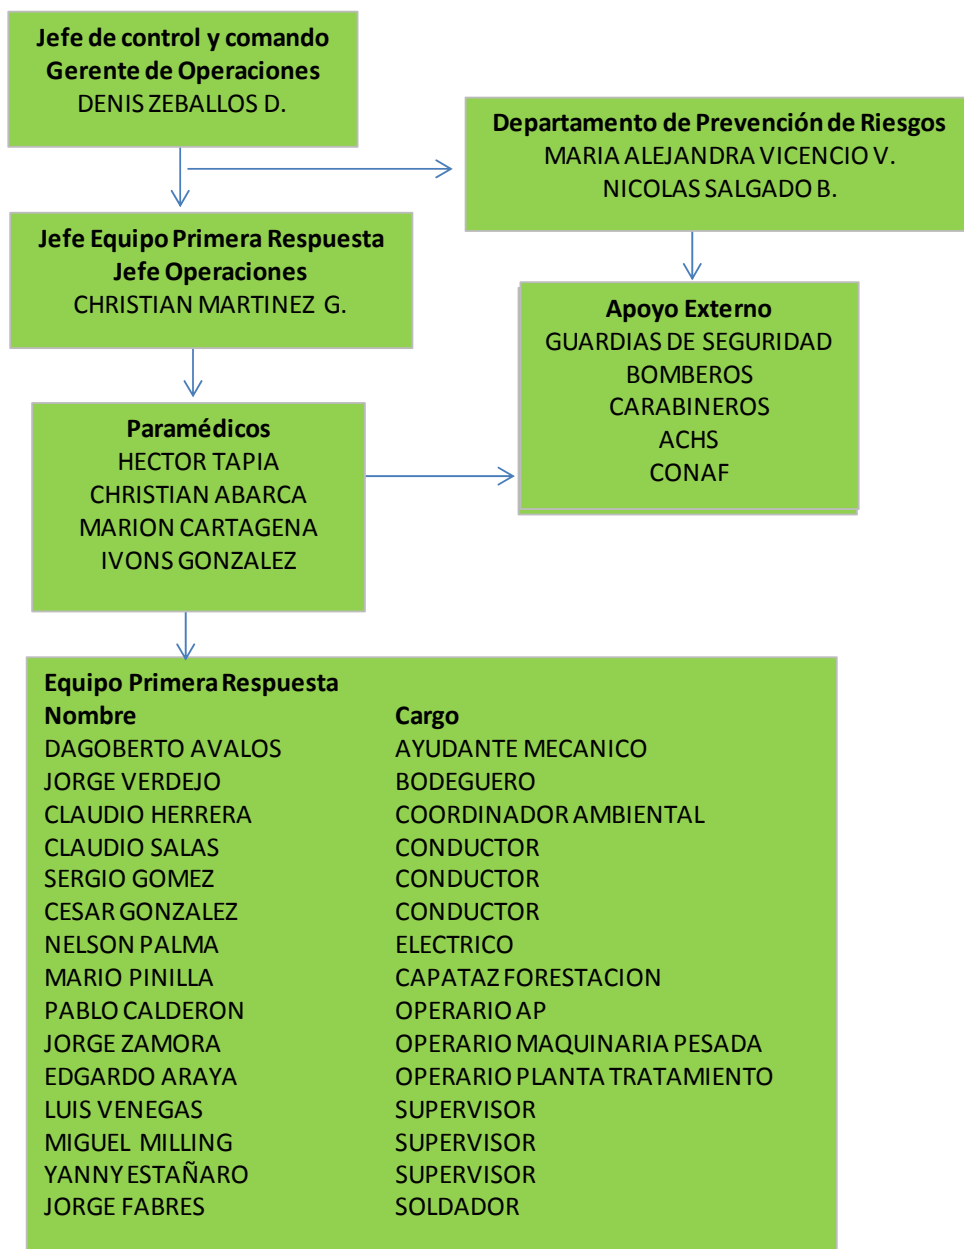 Jefe de control y comando
Gerente de Operaciones
DENIS ZEBALLOS D.
Departamento de Prevención de Riesgos
MARIA ALEJANDRA VICENCIO V.
NICOLAS SALGADO B.
Jefe Equipo Primera Respuesta
Jefe Operaciones
CHRISTIAN MARTINEZ G.
Apoyo Externo
GUARDIAS DE SEGURIDAD
BOMBEROS
CARABINEROS
ACHS
CONAF
Paramédicos
HECTOR TAPIA
CHRISTIAN ABARCA
MARION CARTAGENA
IVONS GONZALEZ
Equipo Primera Respuesta
Nombre Cargo
DAGOBERTO AVALOS AYUDANTE MECANICO
JORGE VERDEJO BODEGUERO
CLAUDIO HERRERA COORDINADOR AMBIENTAL
CLAUDIO SALAS CONDUCTOR
SERGIO GOMEZ CONDUCTOR
CESAR GONZALEZ CONDUCTOR
NELSON PALMA ELECTRICO
MARIO PINILLA CAPATAZ FORESTACION
PABLO CALDERON OPERARIO AP
JORGE ZAMORA OPERARIO MAQUINARIA PESADA
EDGARDO ARAYA OPERARIO PLANTA TRATAMIENTO
LUIS VENEGAS SUPERVISOR
MIGUEL MILLING SUPERVISOR
YANNY ESTAÑARO SUPERVISOR
JORGE FABRES SOLDADOR